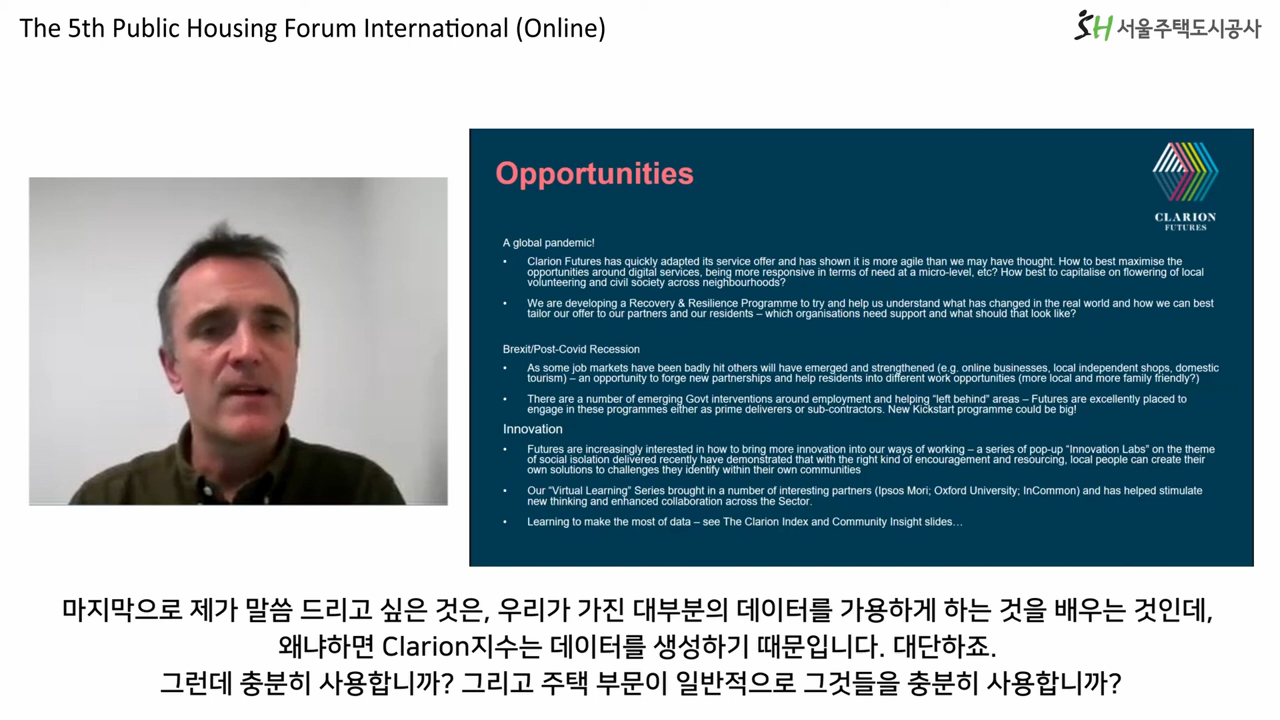 The 5th Public Housing Forum International (Online)
SH 서울주택도시공사
Opportunities
CLARION
FUTURES
A global pandemic!
• Clarion Futures has quickly adapted its service offer and has shown it is more agile than we may have thought. How to best maximise the
opportunities around digital services, being more responsive in terms of need at a micro-level, etc? How best to capitalise on flowering of local
volunteering and civil society across neighbourhoods?
• We are developing a Recovery & Resilience Programme to try and help us understand what has changed in the real world and how we can best
tailor our offer to our partners and our residents – which organisations need support and what should that look like?
Brexit/Post-Covid Recession
• As some job markets have been badly hit others will have emerged and strengthened (e.g. online businesses, local independent shops, domestic
tourism) – an opportunity to forge new partnerships and help residents into different work opportunities (more local and more family friendly?)
• There are a number of emerging Govt interventions around employment and helping “left behind” areas – Futures are excellently placed to
engage in these programmes either as prime deliverers or sub-contractors. New Kickstart programme could be big!
Innovation
• Futures are increasingly interested in how to bring more innovation into our ways of working – a series of pop-up “Innovation Labs” on the theme
of social isolation delivered recently have demonstrated that with the right kind of encouragement and resourcing, local people can create their
own solutions to challenges they identify within their own communities
• Our “Virtual Learning” Series brought in a number of interesting partners (Ipsos Mori; Oxford University; InCommon) and has helped stimulate
new thinking and enhanced collaboration across the Sector.
• Learning to make the most of data – see The Clarion Index and Community Insight slides…
마지막으로 제가 말씀 드리고 싶은 것은, 우리가 가진 대부분의 데이터를 가용하게 하는 것을 배우는 것인데,
왜냐하면 Clarion지수는 데이터를 생성하기 때문입니다. 대단하죠.
그런데 충분히 사용합니까? 그리고 주택 부문이 일반적으로 그것들을 충분히 사용합니까?